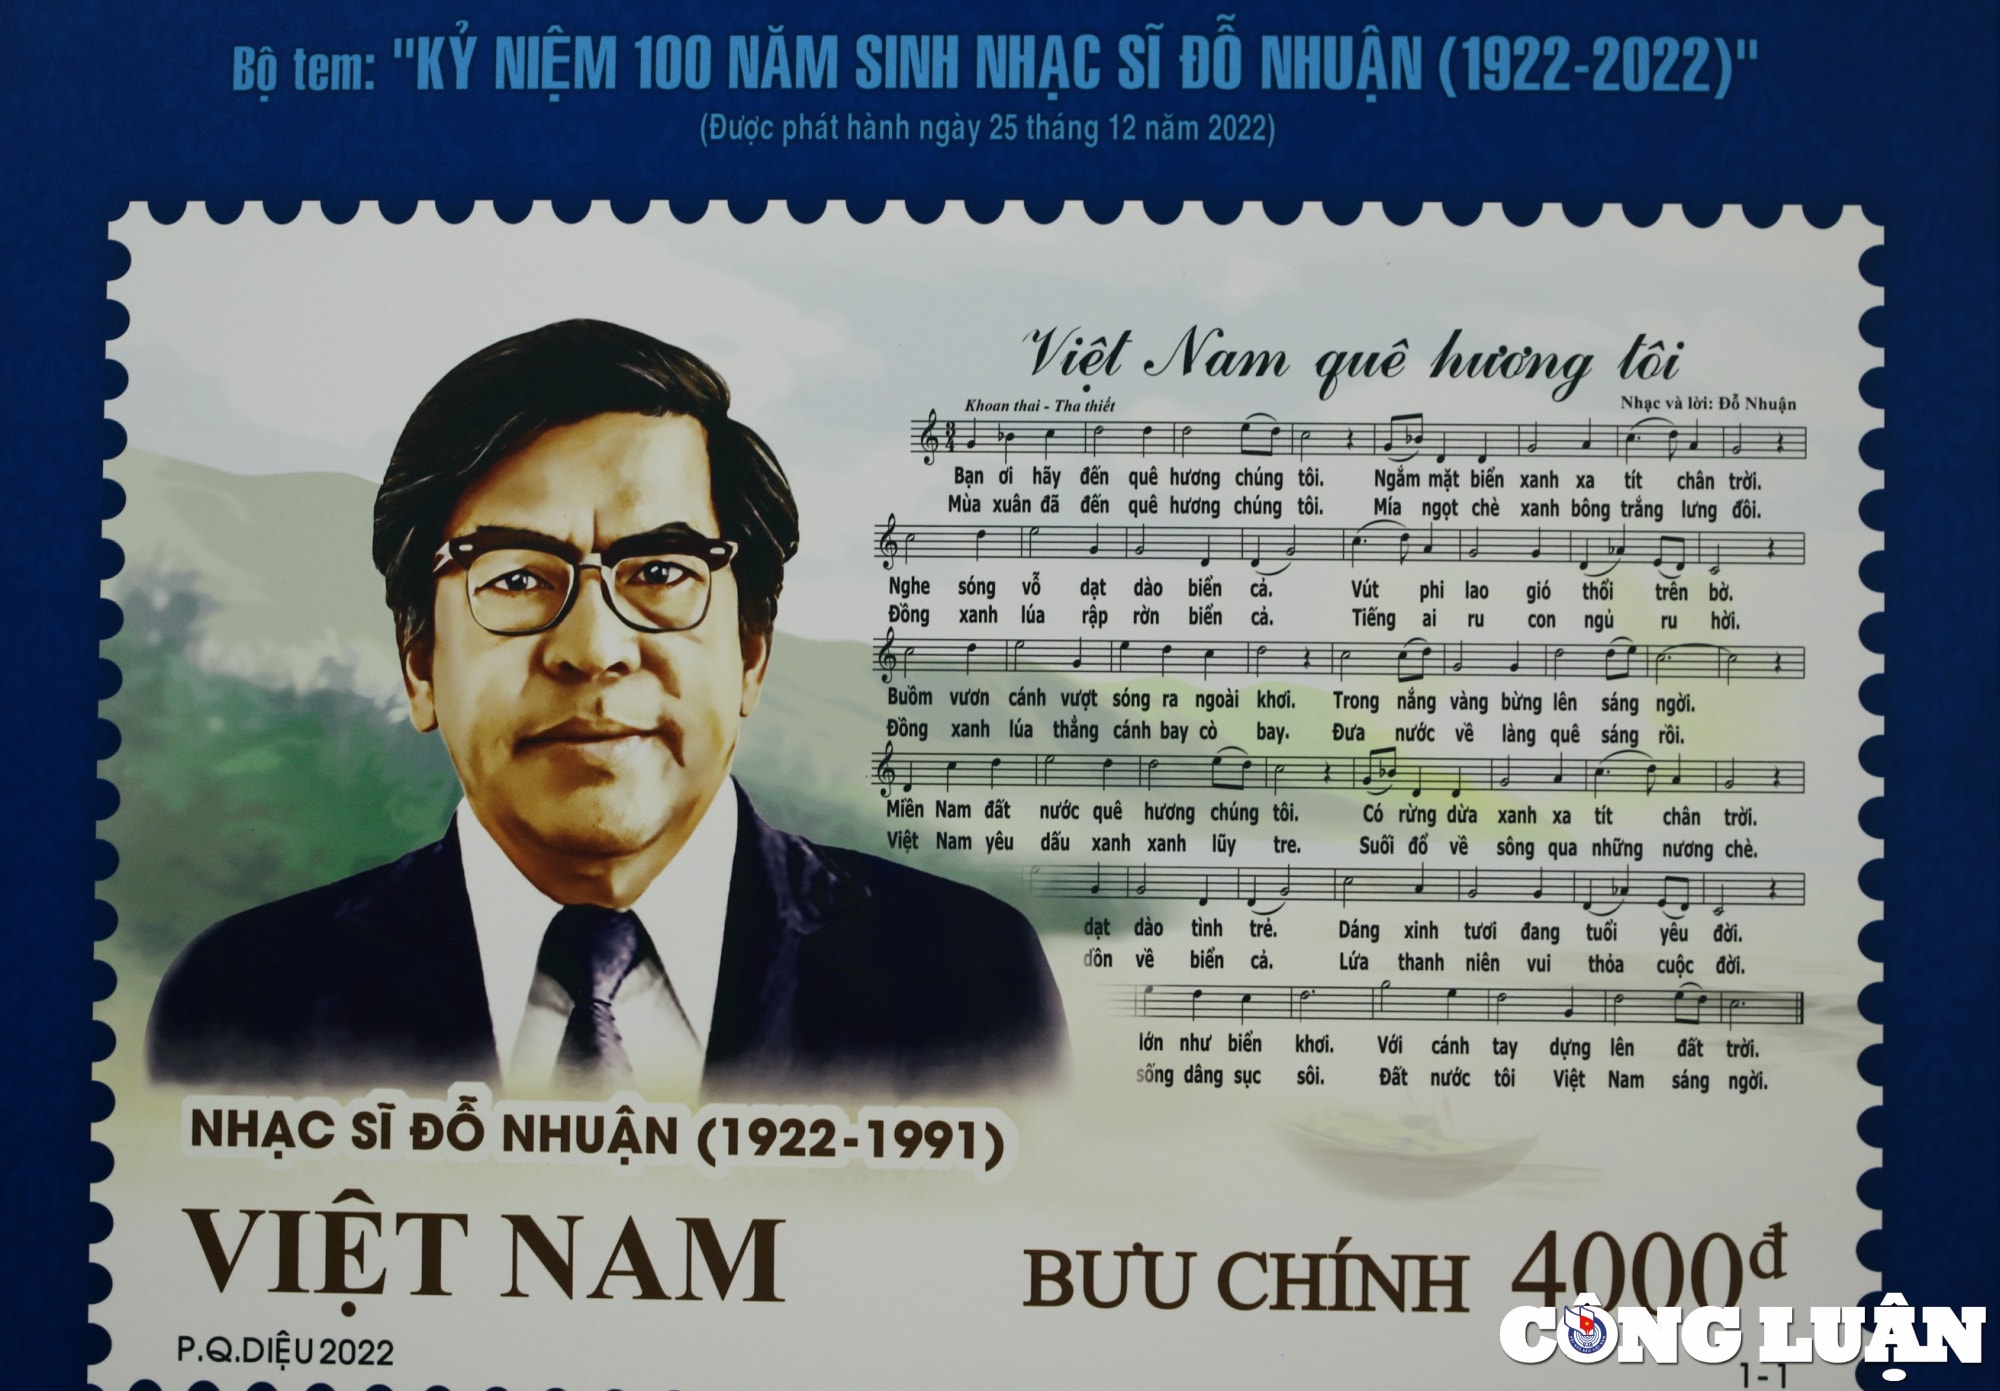 Bộ tem: "KỶ NIỆM 100 NĂM SINH NHẠC SĨ ĐỖ NHUẬN (1922-2022)"
(Được phát hành ngày 25 tháng 12 năm 2022)
Việt Nam quê hương tôi
Khoan thai - Tha thiết
Nhạc và lời: Đỗ Nhuận
Bạn ơi hãy đến quê hương chúng tôi. Ngắm mặt biển xanh xa tít chân trời.
Mùa xuân đã đến quê hương chúng tôi. Mía ngọt chè xanh bông trắng lưng đồi.
Nghe sóng vỗ dạt dào biển cả. Vút phi lao gió thổi trên bờ.
Đồng xanh lúa rập rờn biển cả. Tiếng ai ru con ngủ ru hời.
Buồm vươn cánh vượt sóng ra ngoài khơi. Trong nắng vàng bừng lên sáng ngời.
Đồng xanh lúa thẳng cánh bay cò bay. Đưa nước về làng quê sáng rồi.
Miền Nam đất nước quê hương chúng tôi. Có rừng dừa xanh xa tít chân trời.
Việt Nam yêu dấu xanh xanh lũy tre. Suối đổ về sông qua những nương chè.
dạt dào tình trẻ. Dáng xinh tươi đang tuổi yêu đời.
dồn về biển cả. Lứa thanh niên vui thỏa cuộc đời.
lớn như biển khơi. Với cánh tay dựng lên đất trời.
sống dâng sục sôi. Đất nước tôi Việt Nam sáng ngời.
NHẠC SĨ ĐỖ NHUẬN (1922-1991)
VIỆT NAM
BƯU CHÍNH 4000đ
P.Q.DIỆU 2022
CÔNG LUẬN
1-1